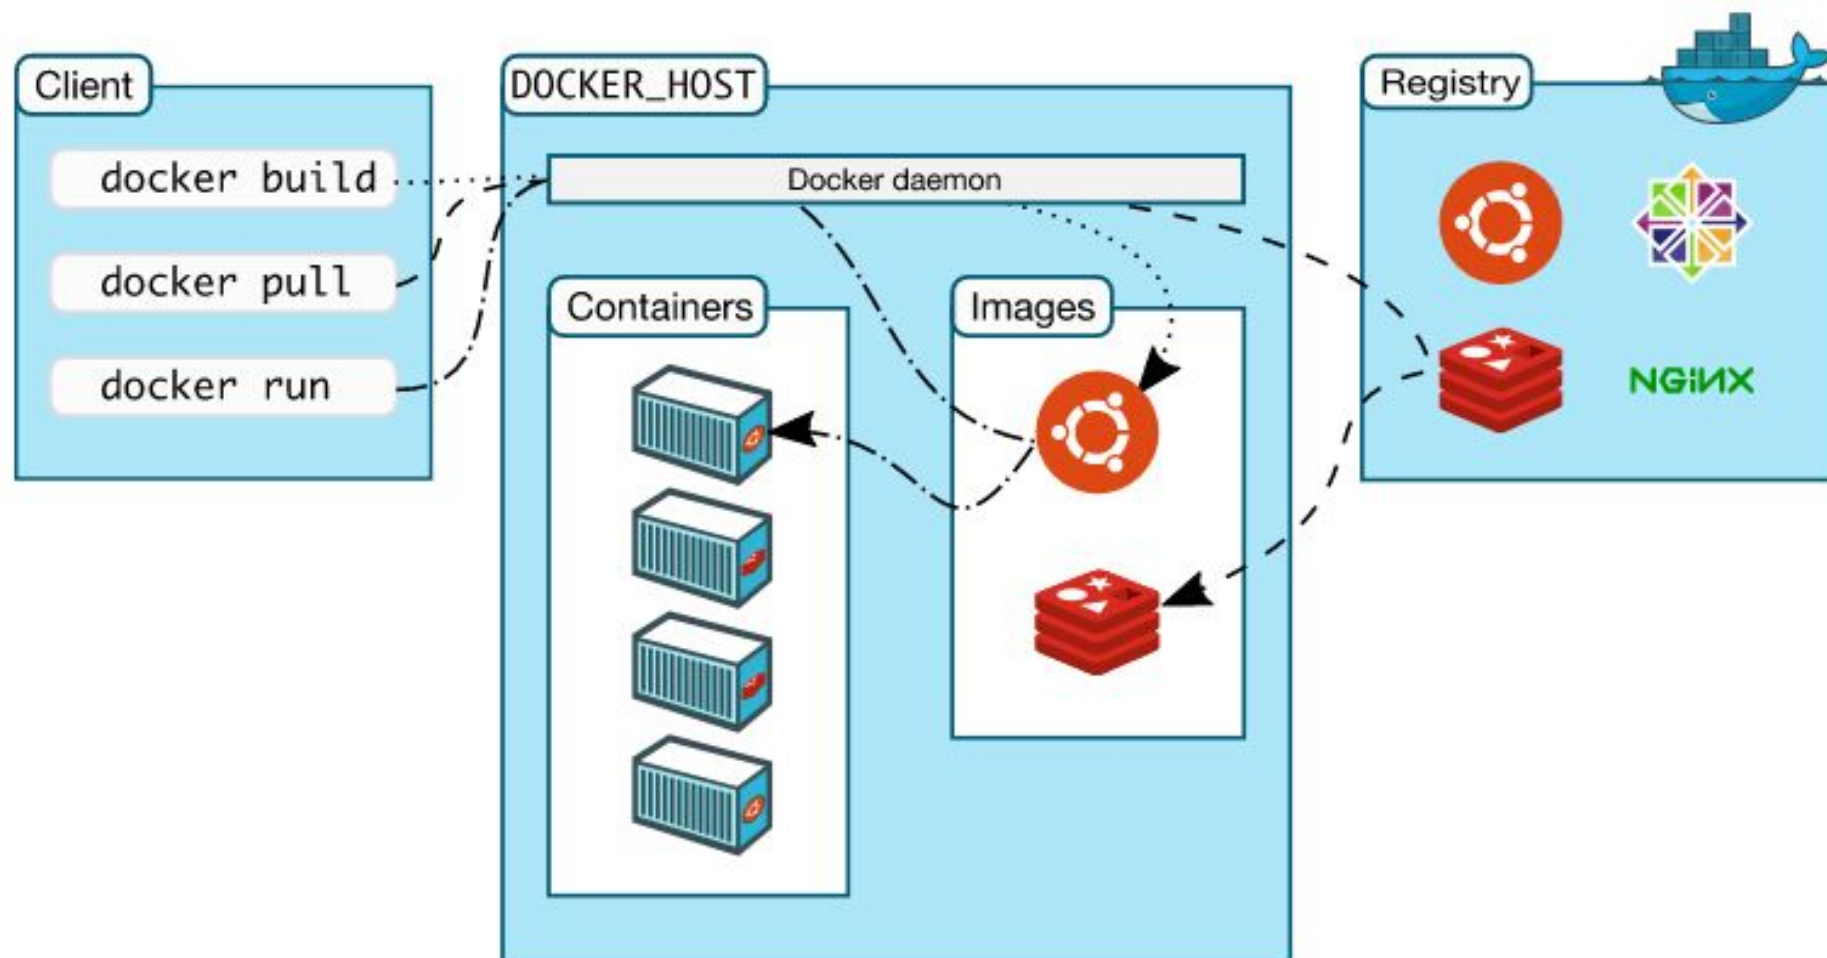 Client
docker build
docker pull
docker run
DOCKER_HOST
Docker daemon
Containers
Images
Registry
NGiNX